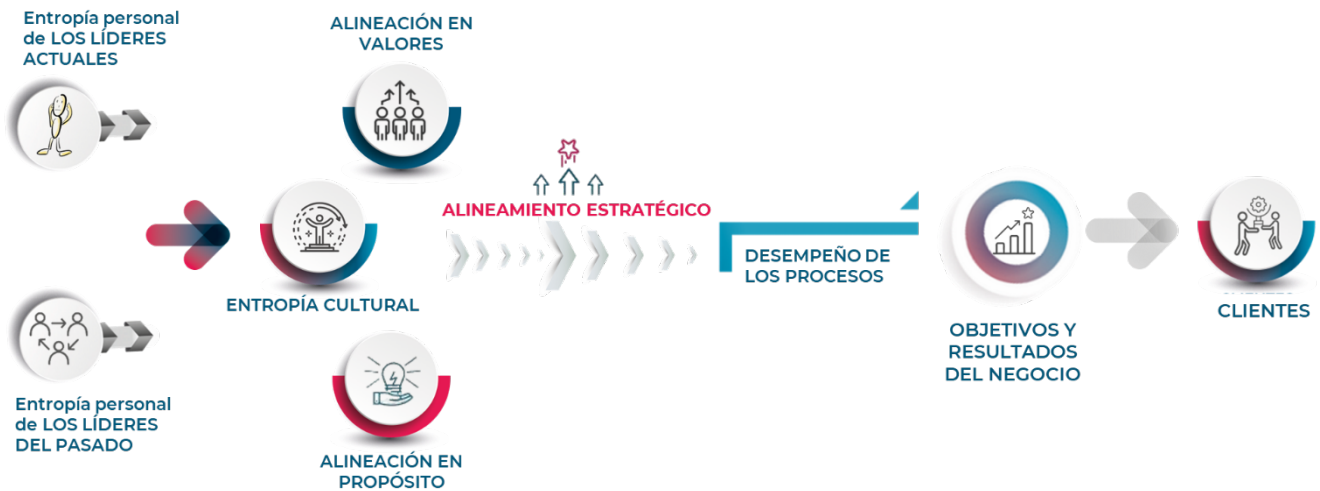 Entropía personal
de LOS LÍDERES
ACTUALES
ALINEACIÓN EN
VALORES
ALINEAMIENTO ESTRATÉGICO
DESEMPEÑO DE
LOS PROCESOS
ENTROPÍA CULTURAL
CLIENTES
OBJETIVOS Y
RESULTADOS
DEL NEGOCIO
Entropía personal
de LOS LÍDERES
DEL PASADO
ALINEACIÓN EN
PROPÓSITO